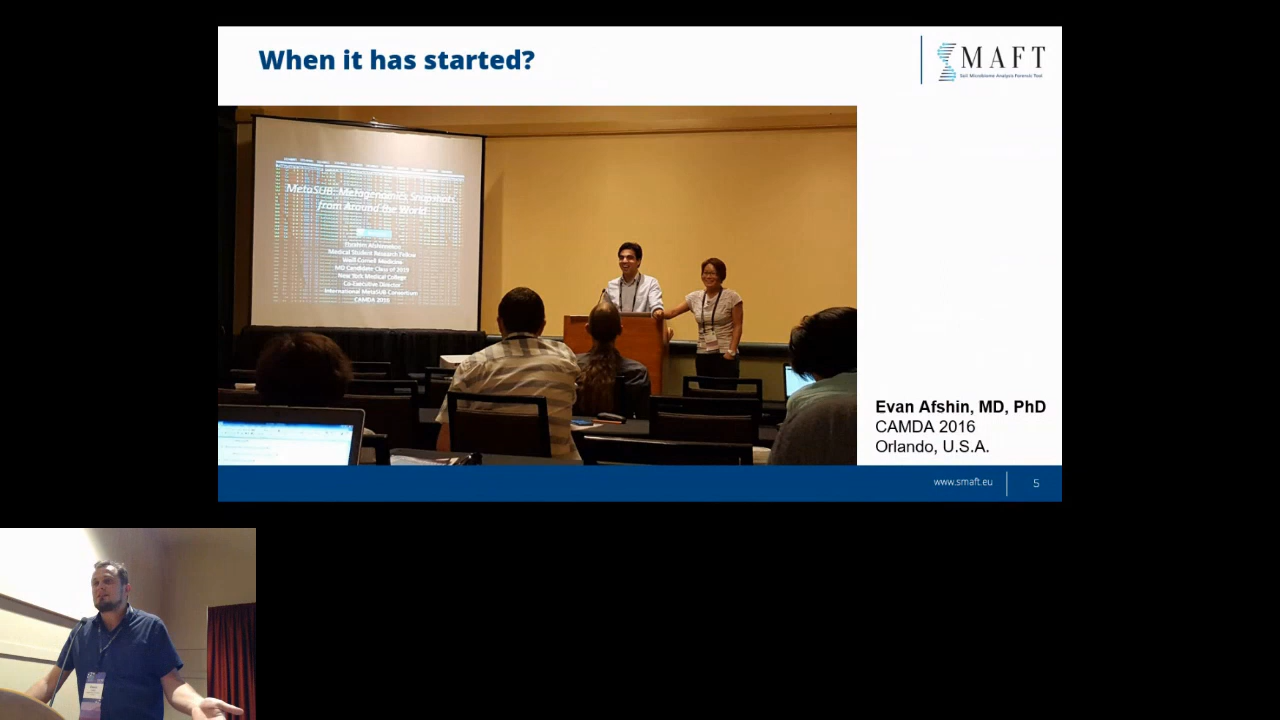 When it has started?
SMAFT
Soil Microbiome Analysis Forensic Tool
MetaSUB: Metagenomics Snapshots
from Around the World
Medical Student Research Fellow
Weill Cornell Medicine
MD Candidate Class of 2019
New York Medical College
Co-Executive Director
International MetaSUB Consortium
CAMDA 2016
Evan Afshin, MD, PhD
CAMDA 2016
Orlando, U.S.A.
www.smaft.eu
5